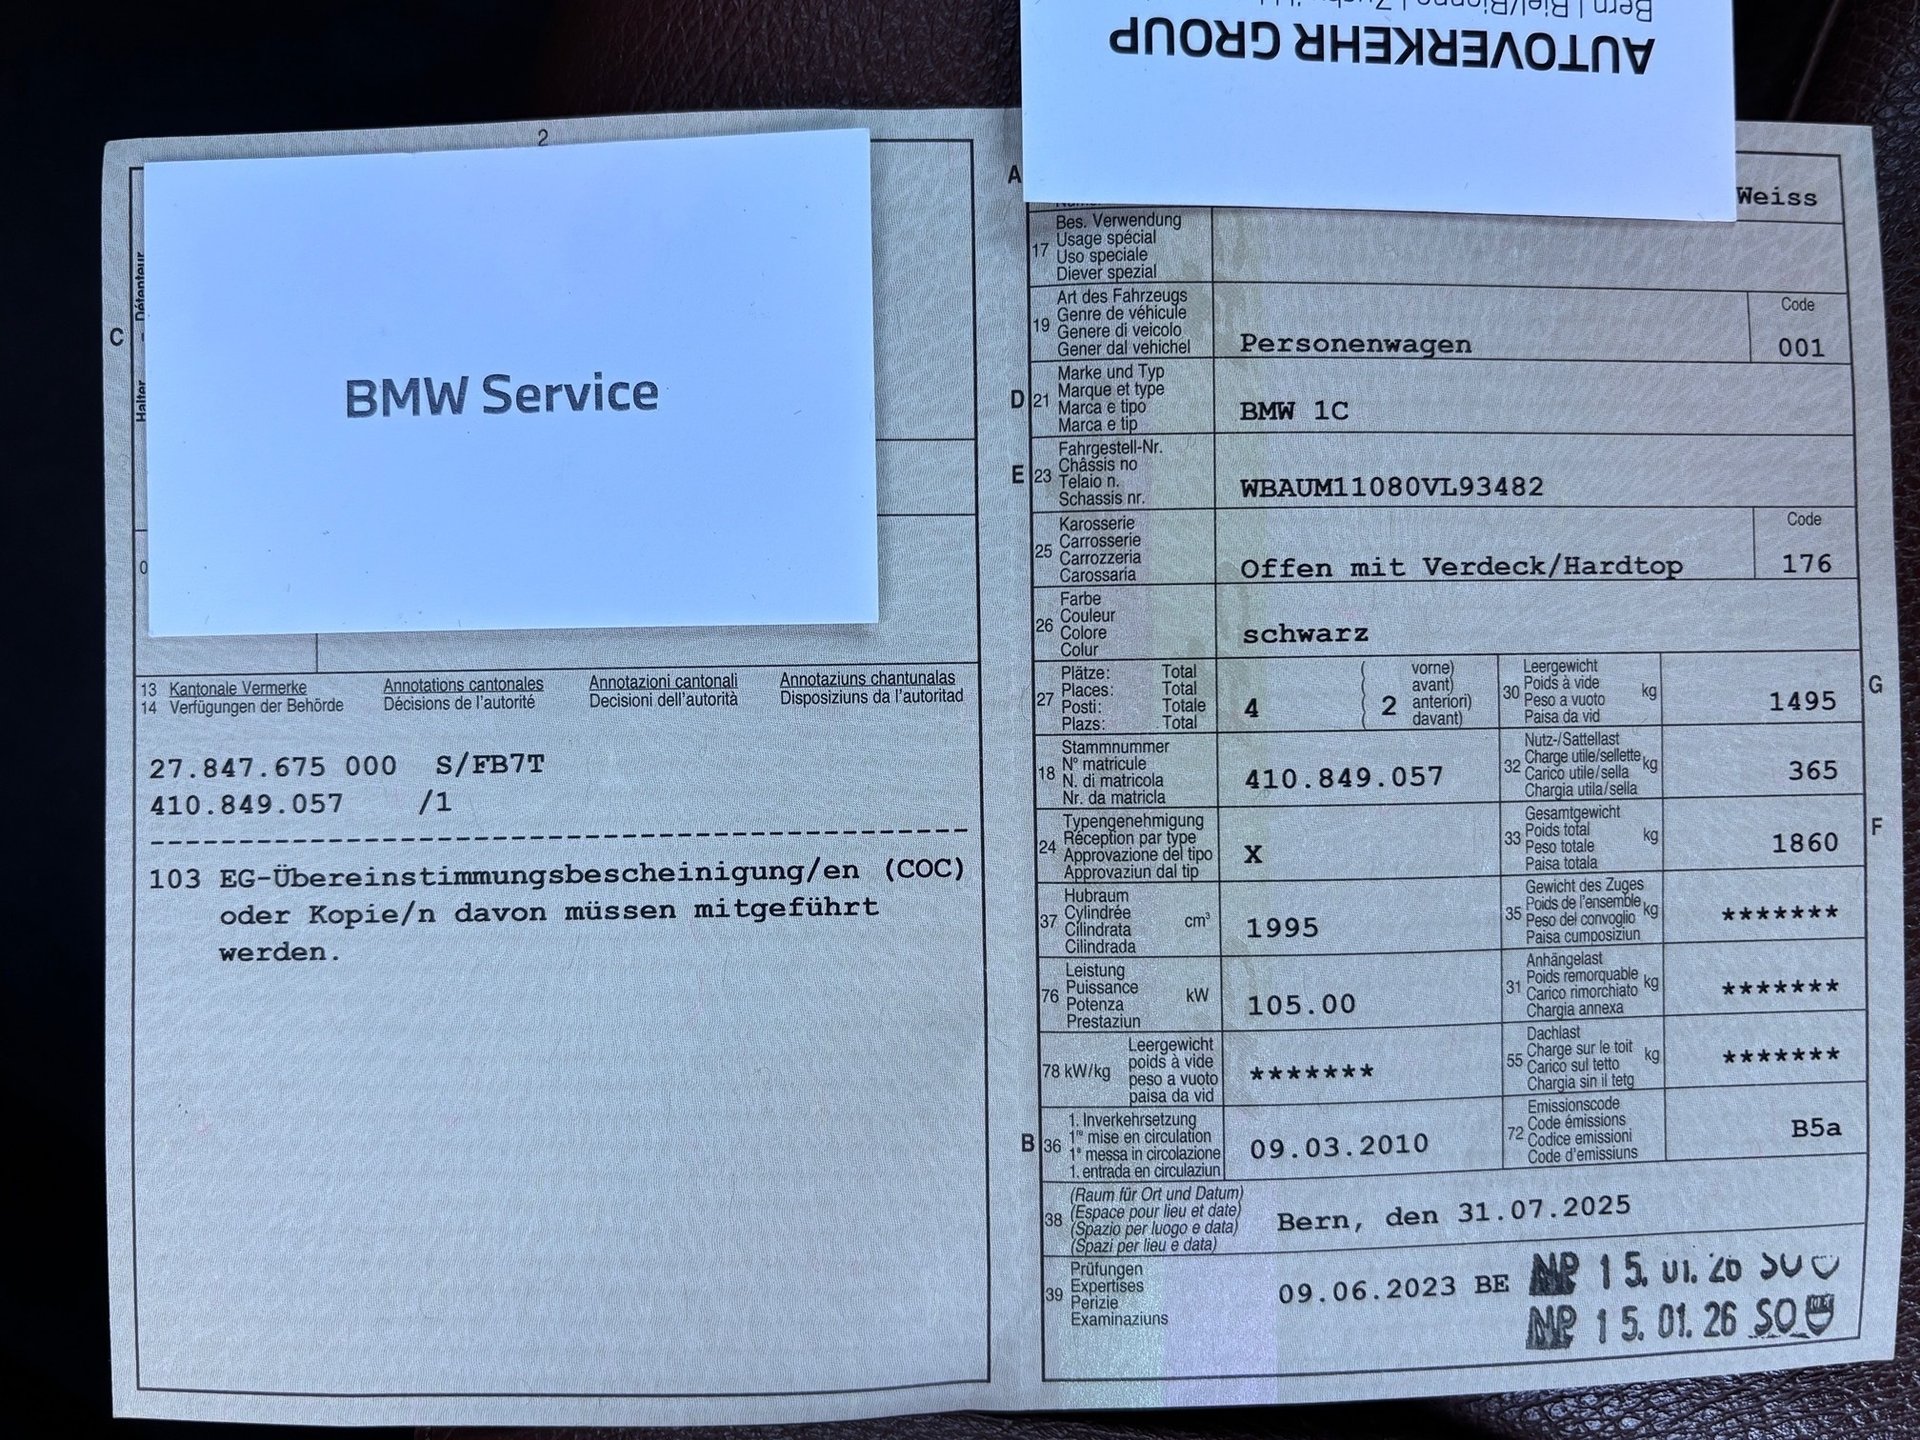 AUTOVERKEHR GROUP
2
BMW Service
C
Halter - Détenteur
13 Kantonale Vermerke Annotations cantonales Annotazioni cantonali Annotaziuns chantunalas
14 Verfügungen der Behörde Décisions de l'autorité Decisioni dell'autorità Disposiziuns da l'autoritad
27.847.675 000 S/FB7T
410.849.057 /1
103 EG-Übereinstimmungsbescheinigung/en (COC)
oder Kopie/n davon müssen mitgeführt
werden.
A
Weiss
17 Bes. Verwendung
Usage spécial
Uso speciale
Diever spezial
19 Art des Fahrzeugs
Genre de véhicule
Genere di veicolo
Gener dal vehichel
Personenwagen
Code
001
D 21 Marke und Typ
Marque et type
Marca e tipo
Marca e tip
BMW 1C
E 23 Fahrgestell-Nr.
Châssis no
Telaio n.
Schassis nr.
WBAUM11080VL93482
25 Karosserie
Carrosserie
Carrozzeria
Carossaria
Offen mit Verdeck/Hardtop
Code
176
26 Farbe
Couleur
Colore
Colur
schwarz
27 Plätze: Total
Places: Total
Posti: Totale
Plazs: Total
4
( vorne)
( avant)
( 2 anteriori)
( davant)
30 Leergewicht
Poids à vide
Peso a vuoto
Paisa da vid
kg
1495
G
18 Stammnummer
N° matricule
N. di matricola
Nr. da matricla
410.849.057
32 Nutz-/Sattellast
Charge utile/sellette
Carico utile/sella
Chargia utila/sella
kg
365
24 Typengenehmigung
Réception par type
Approvazione del tipo
Approvaziun dal tip
X
33 Gesamtgewicht
Poids total
Peso totale
Paisa totala
kg
1860
F
37 Hubraum
Cylindrée
Cilindrata
Cilindrada
cm³
1995
35 Gewicht des Zuges
Poids de l'ensemble
Peso del convoglio
Paisa cumposiziun
kg
*******
76 Leistung
Puissance
Potenza
Prestaziun
kW
105.00
31 Anhängelast
Poids remorquable
Carico rimorchiato
Chargia annexa
kg
*******
78 kW/kg
Leergewicht
poids à vide
peso a vuoto
paisa da vid
*******
55 Dachlast
Charge sur le toit
Carico sul tetto
Chargia sin il tetg
kg
*******
B 36 1. Inverkehrsetzung
1re mise en circulation
1a messa in circolazione
1. entrada en circulaziun
09.03.2010
72 Emissionscode
Code émissions
Codice emissioni
Code d'emissiuns
B5a
38 (Raum für Ort und Datum)
(Espace pour lieu et date)
(Spazio per luogo e data)
(Spazi per lieu e data)
Bern, den 31.07.2025
39 Prüfungen
Expertises
Perizie
Examinaziuns
09.06.2023 BE
MP 15.01.26 SO
MP 15.01.26 SO